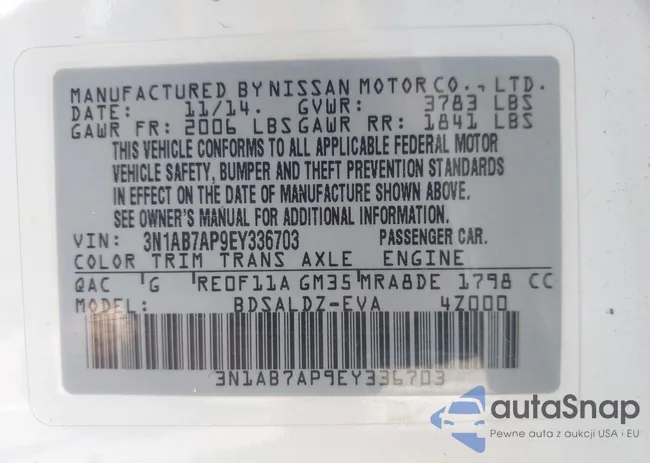 MANUFACTURED BY NISSAN MOTOR CO., LTD.
DATE: 11/14. GVWR: 3783 LBS
GAWR FR: 2006 LBS GAWR RR: 1841 LBS
THIS VEHICLE CONFORMS TO ALL APPLICABLE FEDERAL MOTOR
VEHICLE SAFETY, BUMPER AND THEFT PREVENTION STANDARDS
IN EFFECT ON THE DATE OF MANUFACTURE SHOWN ABOVE.
SEE OWNER'S MANUAL FOR ADDITIONAL INFORMATION.
VIN: 3N1AB7AP9EY336703 PASSENGER CAR.
COLOR TRIM TRANS AXLE ENGINE
QAC G RE0F11A GM35 MRA8DE 1798 CC
MODEL: BDSALDZ-EVA 4Z000
3N1AB7AP9EY336703
autaSnap
Pewne auta z aukcji USA i EU